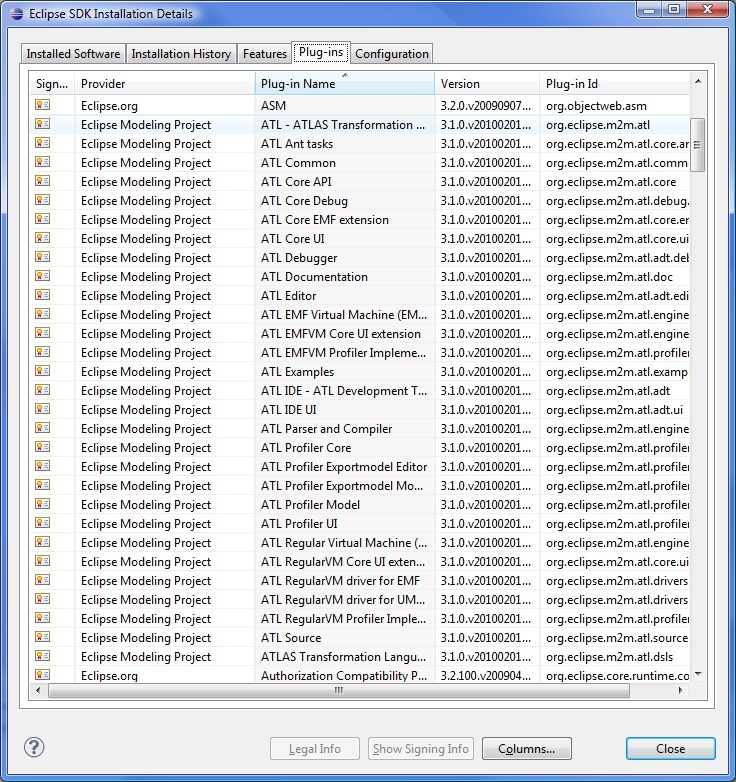 Eclipse SDK Installation Details
Installed Software Installation History Features Plug-ins Configuration
Sign... Provider Plug-in Name Version Plug-in Id
Eclipse.org ASM 3.2.0.v20090907... org.objectweb.asm
Eclipse Modeling Project ATL - ATLAS Transformation ... 3.1.0.v20100201... org.eclipse.m2m.atl
Eclipse Modeling Project ATL Ant tasks 3.1.0.v20100201... org.eclipse.m2m.atl.core.ar
Eclipse Modeling Project ATL Common 3.1.0.v20100201... org.eclipse.m2m.atl.comm
Eclipse Modeling Project ATL Core API 3.1.0.v20100201... org.eclipse.m2m.atl.core
Eclipse Modeling Project ATL Core Debug 3.1.0.v20100201... org.eclipse.m2m.atl.debug.
Eclipse Modeling Project ATL Core EMF extension 3.1.0.v20100201... org.eclipse.m2m.atl.core.er
Eclipse Modeling Project ATL Core UI 3.1.0.v20100201... org.eclipse.m2m.atl.core.ui
Eclipse Modeling Project ATL Debugger 3.1.0.v20100201... org.eclipse.m2m.atl.adt.deb
Eclipse Modeling Project ATL Documentation 3.1.0.v20100201... org.eclipse.m2m.atl.doc
Eclipse Modeling Project ATL Editor 3.1.0.v20100201... org.eclipse.m2m.atl.adt.edi
Eclipse Modeling Project ATL EMF Virtual Machine (EM... 3.1.0.v20100201... org.eclipse.m2m.atl.engine
Eclipse Modeling Project ATL EMFVM Core UI extension 3.1.0.v20100201... org.eclipse.m2m.atl.engine
Eclipse Modeling Project ATL EMFVM Profiler Impleme... 3.1.0.v20100201... org.eclipse.m2m.atl.profiler
Eclipse Modeling Project ATL Examples 3.1.0.v20100201... org.eclipse.m2m.atl.examp
Eclipse Modeling Project ATL IDE - ATL Development T... 3.1.0.v20100201... org.eclipse.m2m.atl.adt
Eclipse Modeling Project ATL IDE UI 3.1.0.v20100201... org.eclipse.m2m.atl.adt.ui
Eclipse Modeling Project ATL Parser and Compiler 3.1.0.v20100201... org.eclipse.m2m.atl.engine
Eclipse Modeling Project ATL Profiler Core 3.1.0.v20100201... org.eclipse.m2m.atl.profiler
Eclipse Modeling Project ATL Profiler Exportmodel Editor 3.1.0.v20100201... org.eclipse.m2m.atl.profiler
Eclipse Modeling Project ATL Profiler Exportmodel Mo... 3.1.0.v20100201... org.eclipse.m2m.atl.profiler
Eclipse Modeling Project ATL Profiler Model 3.1.0.v20100201... org.eclipse.m2m.atl.profiler
Eclipse Modeling Project ATL Profiler UI 3.1.0.v20100201... org.eclipse.m2m.atl.profiler
Eclipse Modeling Project ATL Regular Virtual Machine (... 3.1.0.v20100201... org.eclipse.m2m.atl.engine
Eclipse Modeling Project ATL RegularVM Core UI exten... 3.1.0.v20100201... org.eclipse.m2m.atl.core.ui
Eclipse Modeling Project ATL RegularVM driver for EMF 3.1.0.v20100201... org.eclipse.m2m.atl.drivers
Eclipse Modeling Project ATL RegularVM driver for UM... 3.1.0.v20100201... org.eclipse.m2m.atl.drivers
Eclipse Modeling Project ATL RegularVM Profiler Imple... 3.1.0.v20100201... org.eclipse.m2m.atl.profiler
Eclipse Modeling Project ATL Source 3.1.0.v20100201... org.eclipse.m2m.atl.source
Eclipse Modeling Project ATLAS Transformation Langu... 3.1.0.v20100201... org.eclipse.m2m.atl.dsls
Eclipse.org Authorization Compatibility P... 3.2.100.v200904... org.eclipse.core.runtime.co
Legal Info Show Signing Info Columns... Close